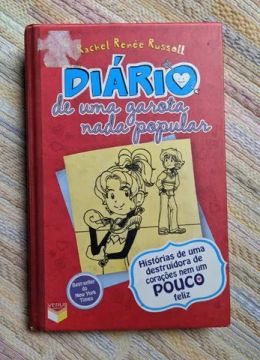 Rachel Renée Russell
DIÁRIO
de uma garota
nada popular
Histórias de uma
destruidora de
corações nem um
POUCO
feliz
Bestseller
do
New York
Times
verus